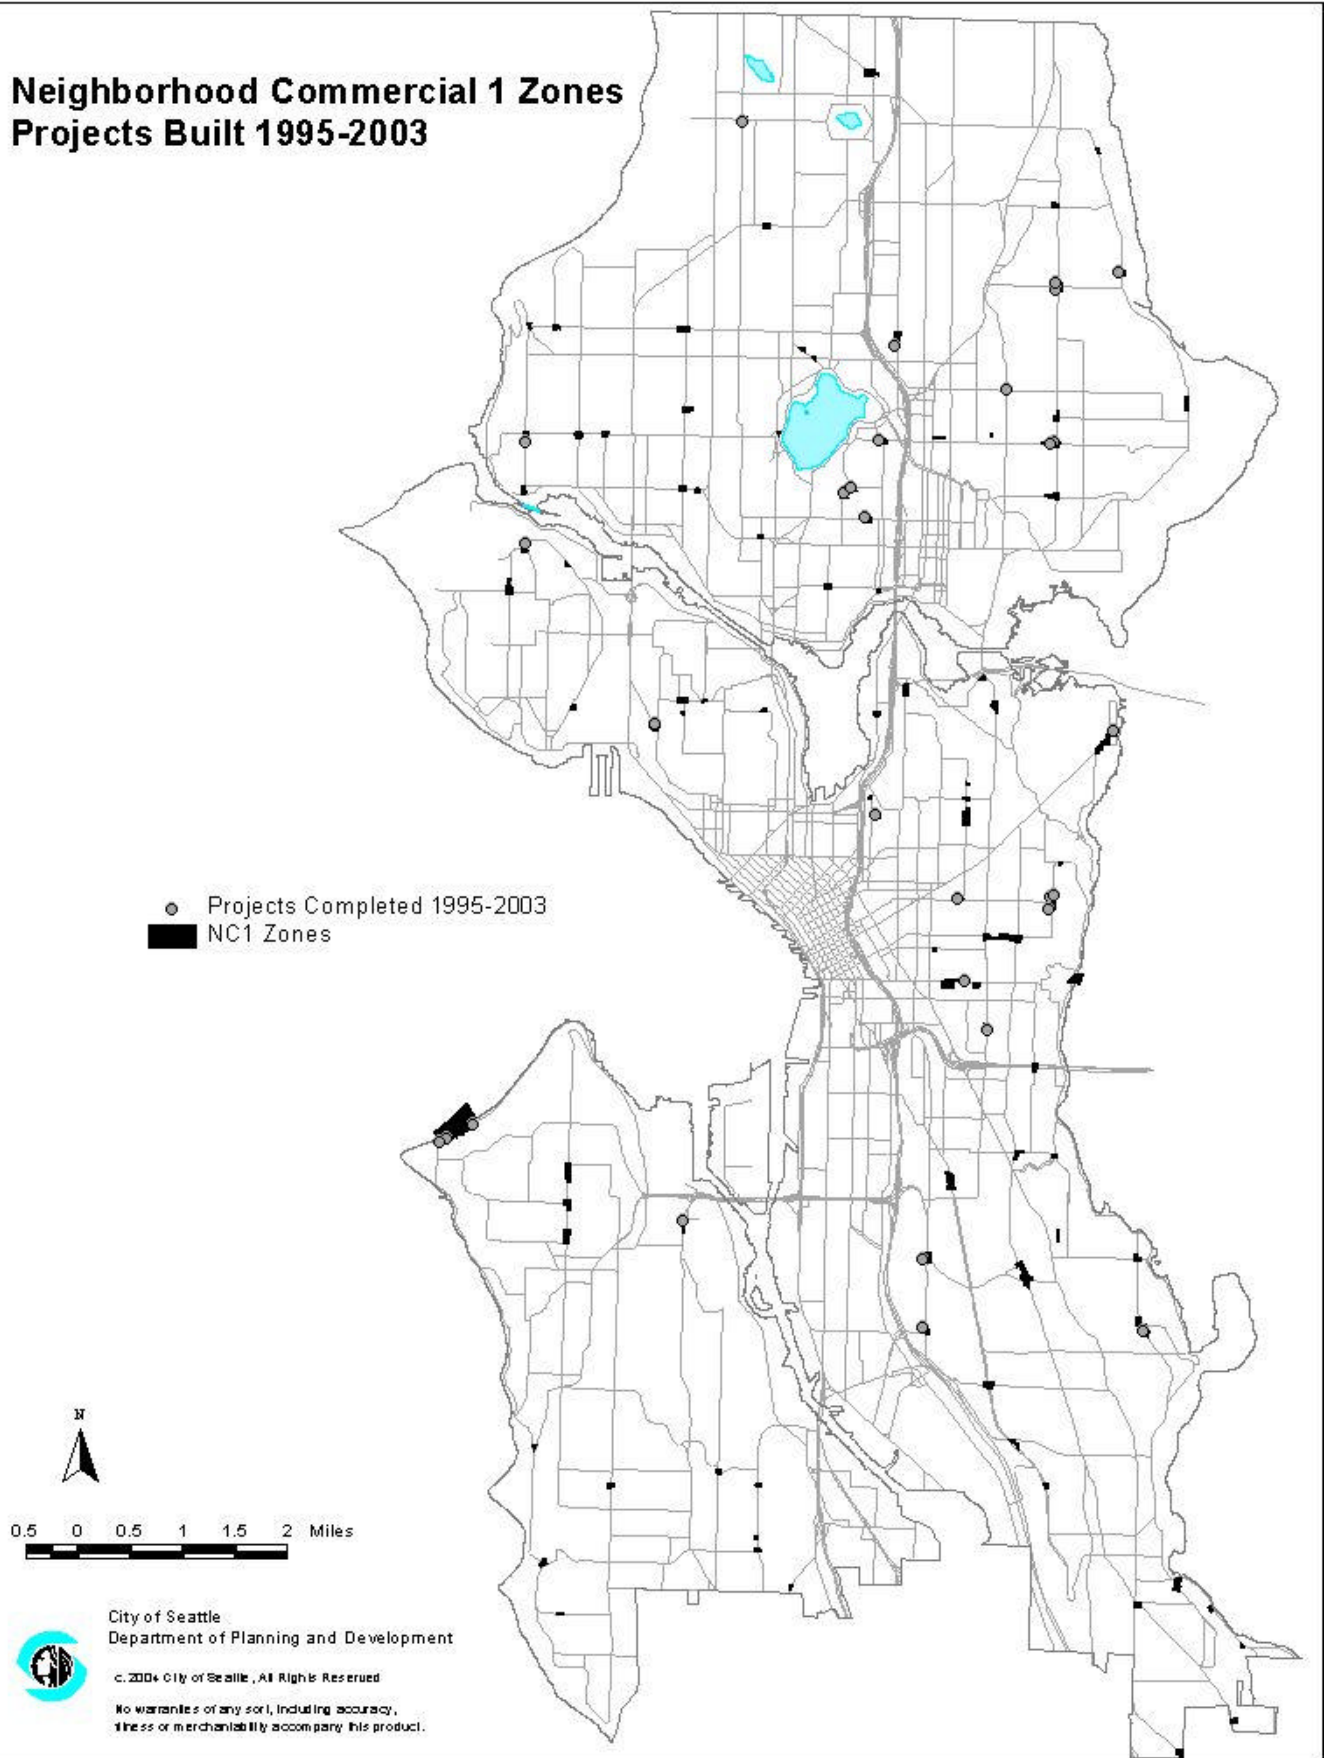 Neighborhood Commercial 1 Zones
Projects Built 1995-2003
Projects Completed 1995-2003
NC1 Zones
N
0.5 0 0.5 1 1.5 2 Miles
City of Seattle
Department of Planning and Development
c. 2004 City of Seattle, All Rights Reserved
No warranties of any sort, including accuracy,
fitness or merchantability accompany this product.